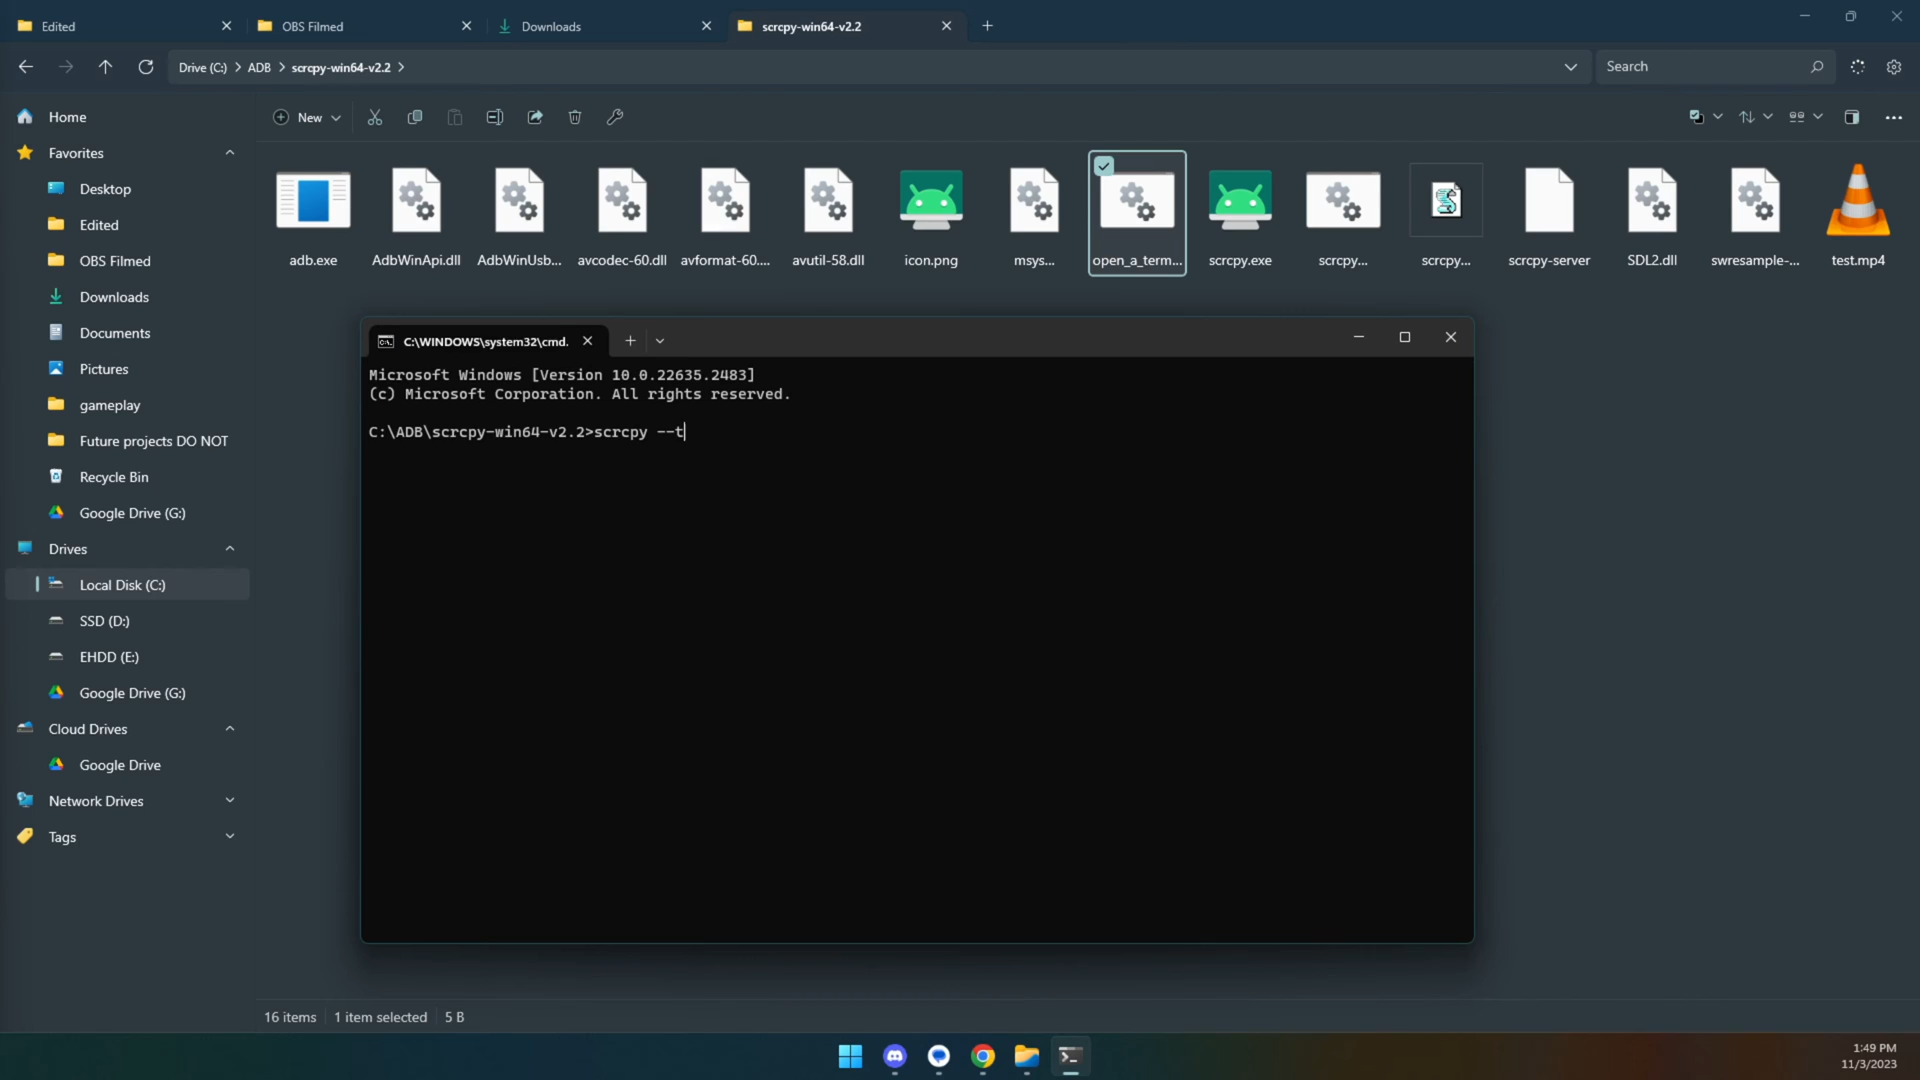 Edited
OBS Filmed
Downloads
scrcpy-win64-v2.2
Drive (C:) > ADB > scrcpy-win64-v2.2 >
Search
New
Home
Favorites
Desktop
Edited
OBS Filmed
Downloads
Documents
Pictures
gameplay
Future projects DO NOT
Recycle Bin
Google Drive (G:)
Drives
Local Disk (C:)
SSD (D:)
EHDD (E:)
Google Drive (G:)
Cloud Drives
Google Drive
Network Drives
Tags
adb.exe
AdbWinApi.dll
AdbWinUsb...
avcodec-60.dll
avformat-60....
avutil-58.dll
icon.png
msys...
open_a_term...
scrcpy.exe
scrcpy...
scrcpy...
scrcpy-server
SDL2.dll
swresample-...
test.mp4
C:\WINDOWS\system32\cmd.
Microsoft Windows [Version 10.0.22635.2483]
(c) Microsoft Corporation. All rights reserved.
C:\ADB\scrcpy-win64-v2.2>scrcpy --t
16 items
1 item selected
5 B
1:49 PM
11/3/2023